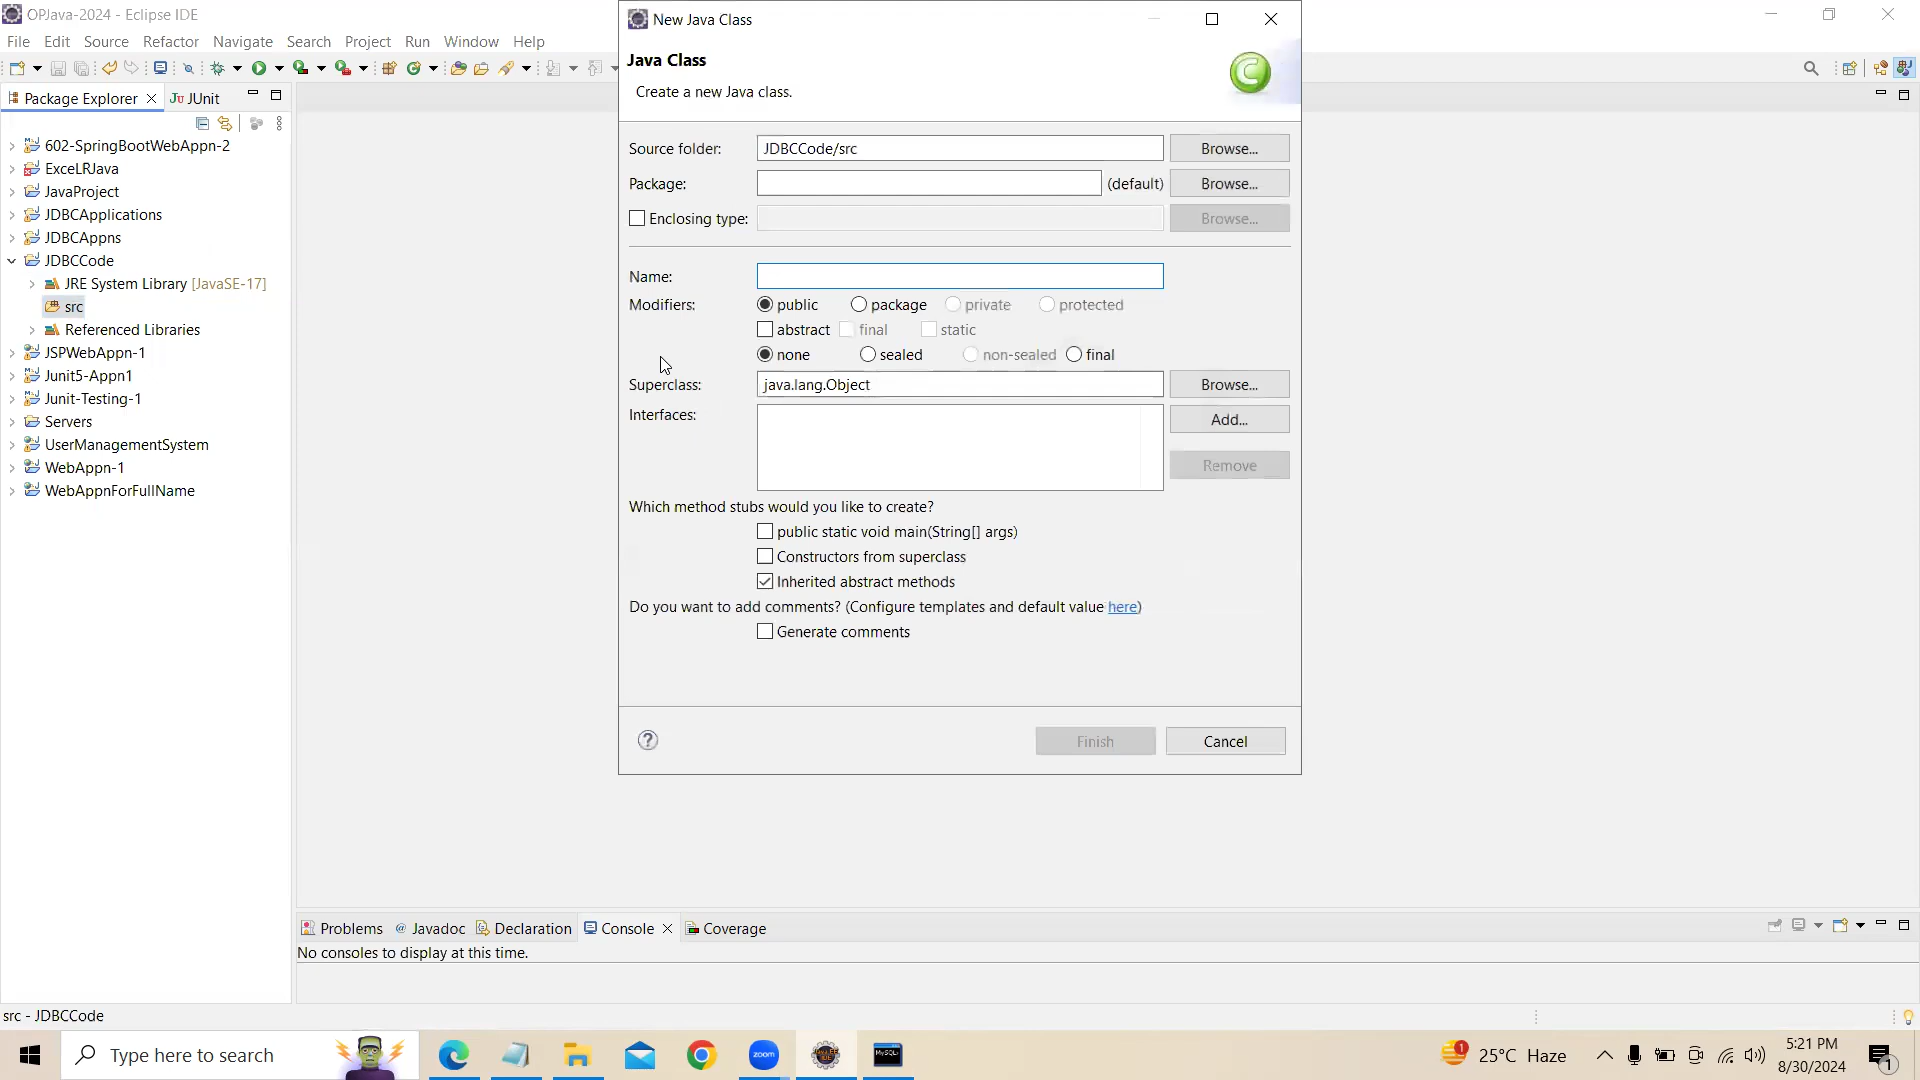 OPJava-2024 - Eclipse IDE
File Edit Source Refactor Navigate Search Project Run Window Help
Package Explorer JUnit
602-SpringBootWebAppn-2
ExceLRJava
JavaProject
JDBCApplications
JDBCAppns
JDBCCode
JRE System Library [JavaSE-17]
src
Referenced Libraries
JSPWebAppn-1
Junit5-Appn1
Junit-Testing-1
Servers
UserManagementSystem
WebAppn-1
WebAppnForFullName
New Java Class
Java Class
Create a new Java class.
Source folder: JDBCCode/src Browse...
Package: (default) Browse...
Enclosing type: Browse...
Name:
Modifiers: public package private protected
abstract final static
none sealed non-sealed final
Superclass: java.lang.Object Browse...
Interfaces: Add...
Remove
Which method stubs would you like to create?
public static void main(String[] args)
Constructors from superclass
Inherited abstract methods
Do you want to add comments? (Configure templates and default value here)
Generate comments
Finish Cancel
Problems @ Javadoc Declaration Console Coverage
No consoles to display at this time.
src - JDBCCode
Type here to search
zoom
MySQL
1
25°C Haze
5:21 PM
8/30/2024
1